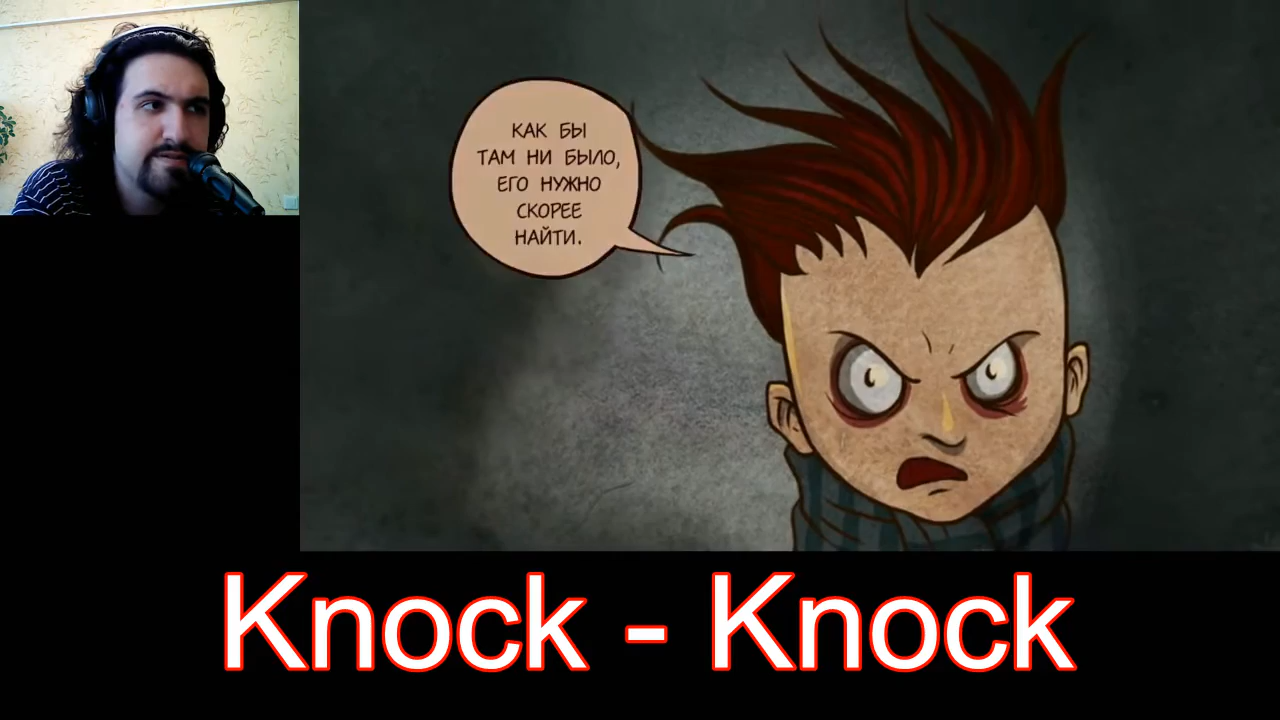 КАК БЫ
ТАМ НИ БЫЛО,
ЕГО НУЖНО
СКОРЕЕ
НАЙТИ.
Knock - Knock